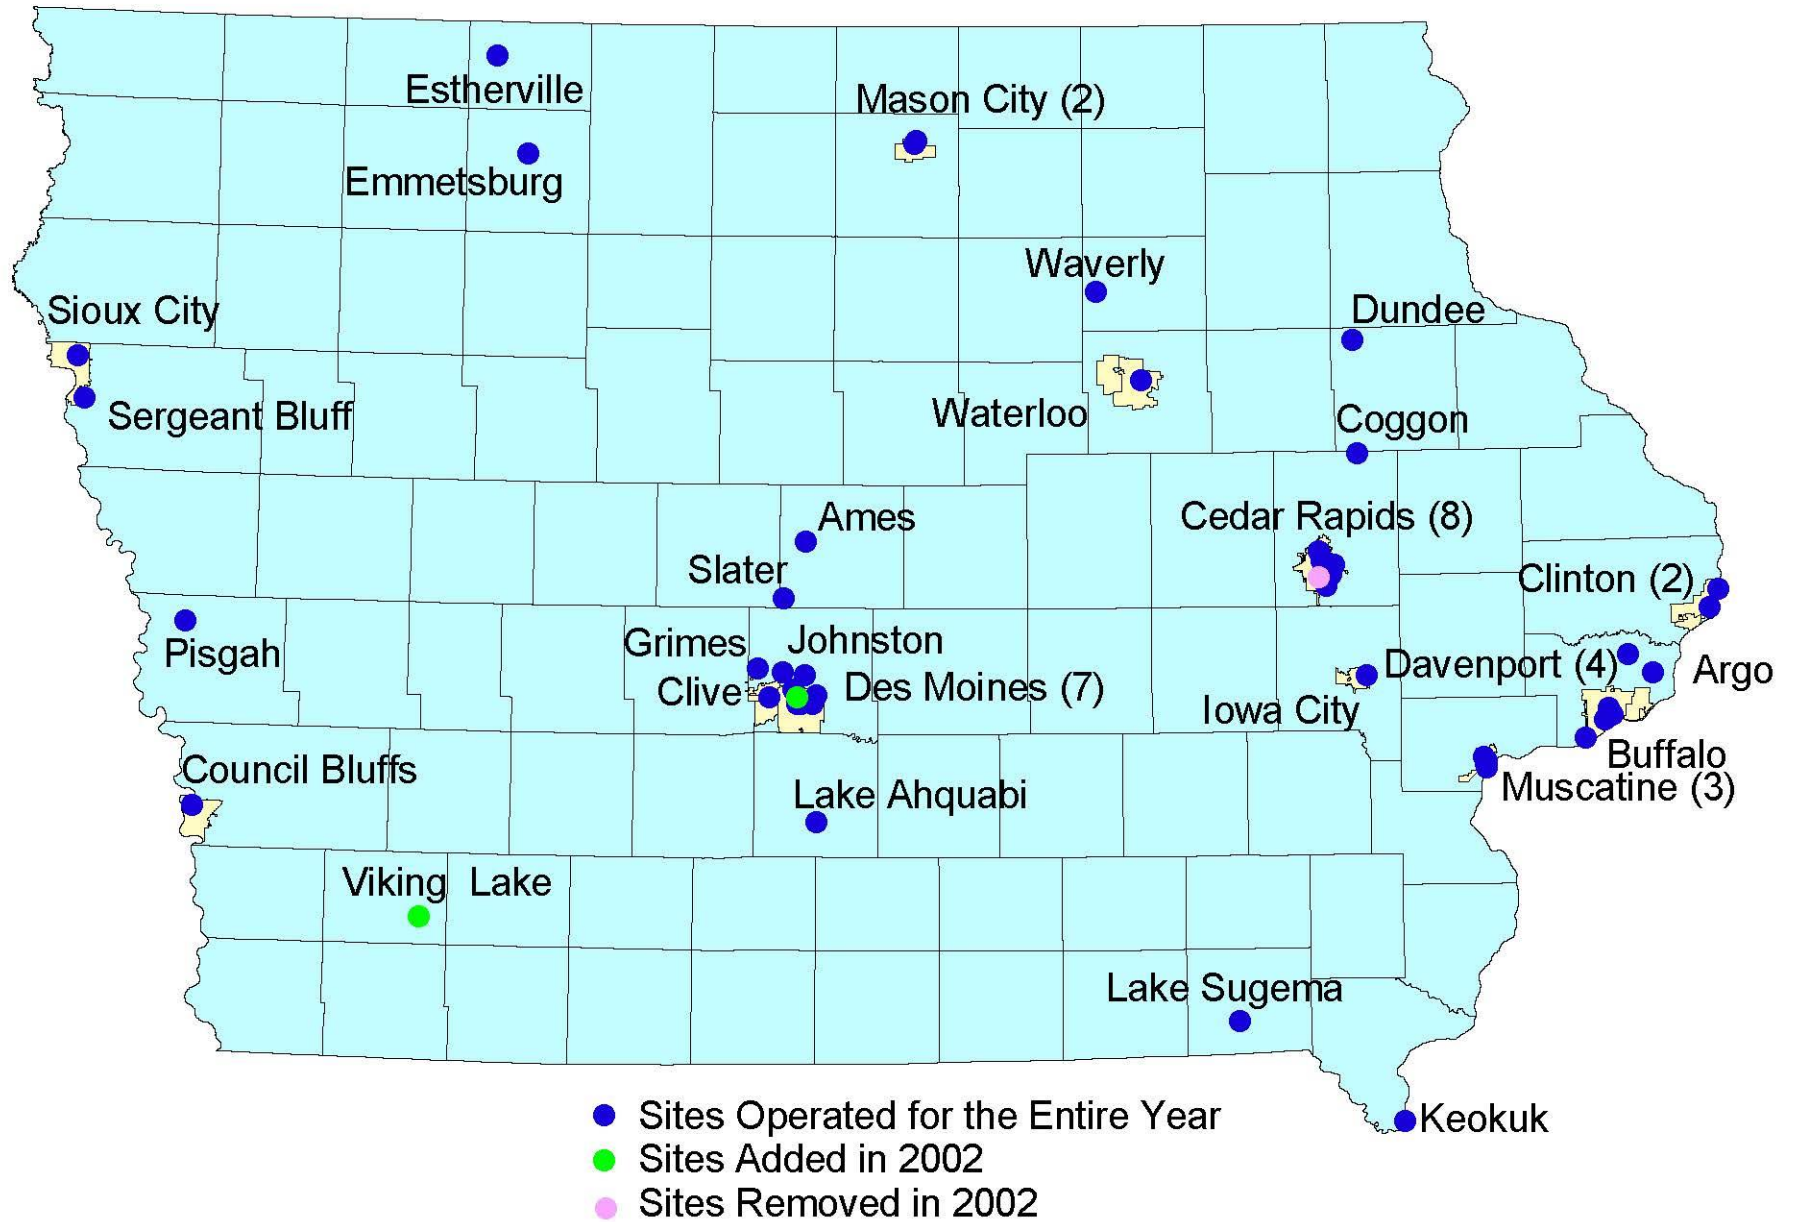 Estherville
Mason City (2)
Emmetsburg
Waverly
Sioux City
Dundee
Sergeant Bluff
Waterloo
Coggon
Ames
Cedar Rapids (8)
Slater
Clinton (2)
Pisgah
Grimes
Johnston
Davenport (4)
Argo
Clive
Des Moines (7)
Iowa City
Buffalo
Council Bluffs
Muscatine (3)
Lake Ahquabi
Viking Lake
Lake Sugema
Keokuk
Sites Operated for the Entire Year
Sites Added in 2002
Sites Removed in 2002